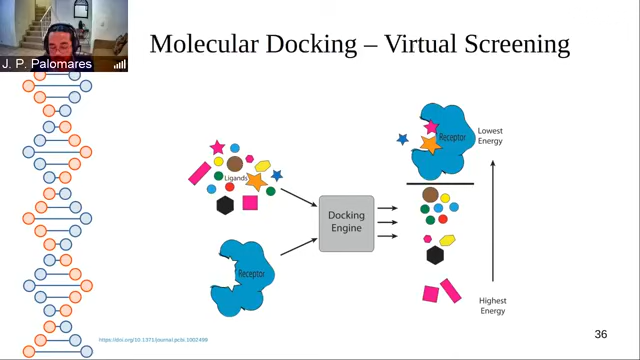 Molecular Docking – Virtual Screening
J. P. Palomares
Receptor
Lowest
Energy
Ligands
Docking
Engine
Receptor
Highest
Energy
https://doi.org/10.1371/journal.pcbi.1002499
36